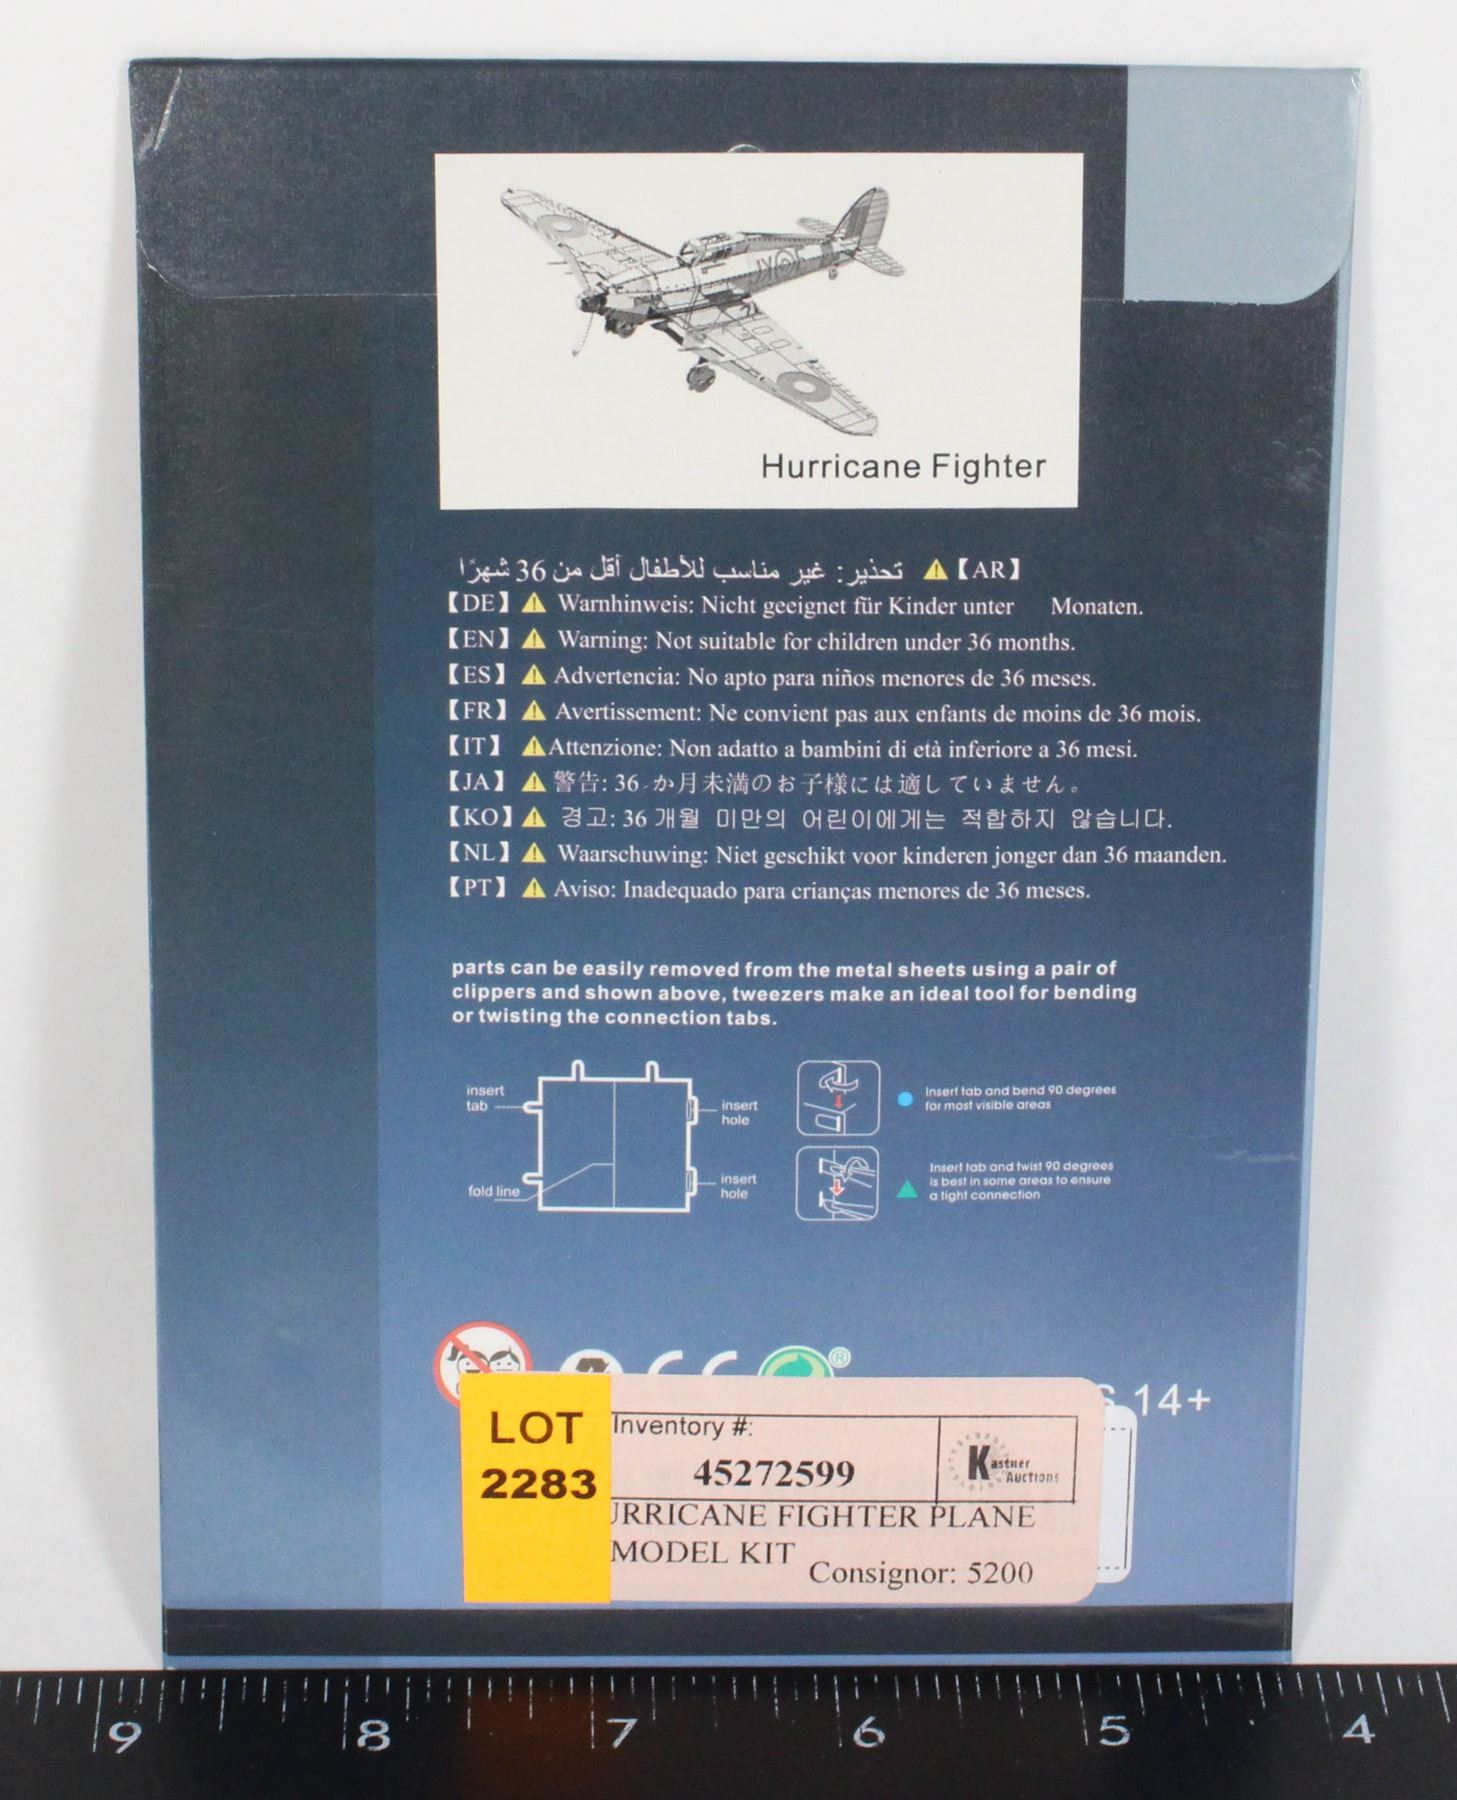 Hurricane Fighter
تحذير: غير مناسب للأطفال أقل من 36 شهرًا ⚠【AR】
【DE】⚠ Warnhinweis: Nicht geeignet für Kinder unter Monaten.
【EN】⚠ Warning: Not suitable for children under 36 months.
【ES】⚠ Advertencia: No apto para niños menores de 36 meses.
【FR】⚠ Avertissement: Ne convient pas aux enfants de moins de 36 mois.
【IT】⚠Attenzione: Non adatto a bambini di età inferiore a 36 mesi.
【JA】⚠ 警告: 36 か月未満のお子様には適していません。
【KO】⚠ 경고: 36 개월 미만의 어린이에게는 적합하지 않습니다.
【NL】⚠ Waarschuwing: Niet geschikt voor kinderen jonger dan 36 maanden.
【PT】⚠ Aviso: Inadequado para crianças menores de 36 meses.
parts can be easily removed from the metal sheets using a pair of
clippers and shown above, tweezers make an ideal tool for bending
or twisting the connection tabs.
insert
tab
insert
hole
fold line
insert
hole
Insert tab and bend 90 degrees
for most visible areas
Insert tab and twist 90 degrees
is best in some areas to ensure
a tight connection
CE
®
14+
LOT
2283
Inventory #:
45272599
Kastner
Auctions
URRICANE FIGHTER PLANE
MODEL KIT
Consignor: 5200
9 8 7 6 5 4